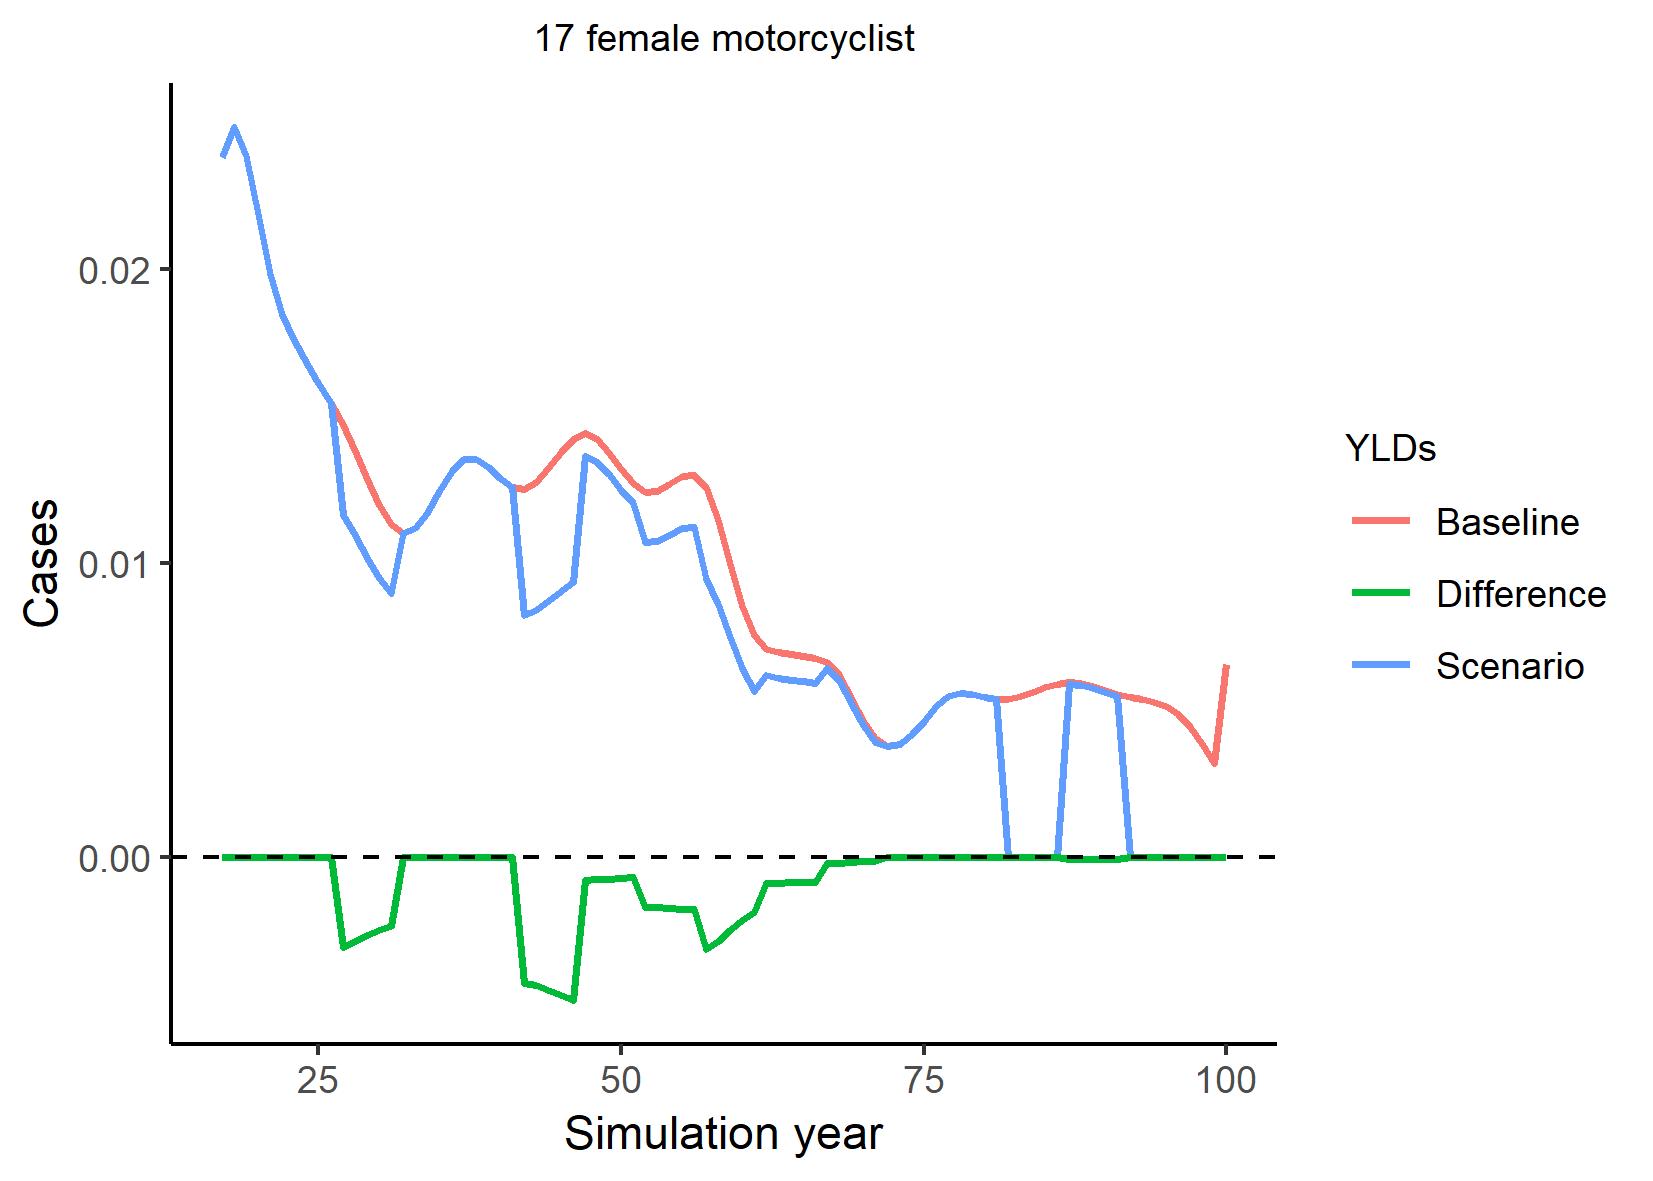 17 female motorcyclist
Cases
0.02
0.01
0.00
25 50 75 100
Simulation year
YLDs
Baseline
Difference
Scenario